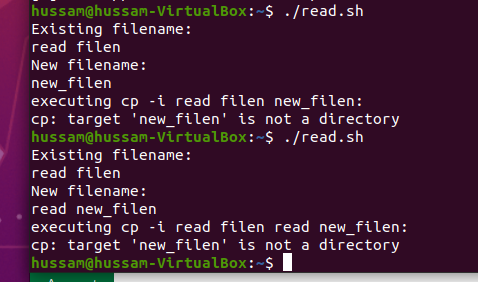 hussam@hussam-VirtualBox:~$ ./read.sh
Existing filename:
read filen
New filename:
new_filen
executing cp -i read filen new_filen:
cp: target 'new_filen' is not a directory
hussam@hussam-VirtualBox:~$ ./read.sh
Existing filename:
read filen
New filename:
read new_filen
executing cp -i read filen read new_filen:
cp: target 'new_filen' is not a directory
hussam@hussam-VirtualBox:~$